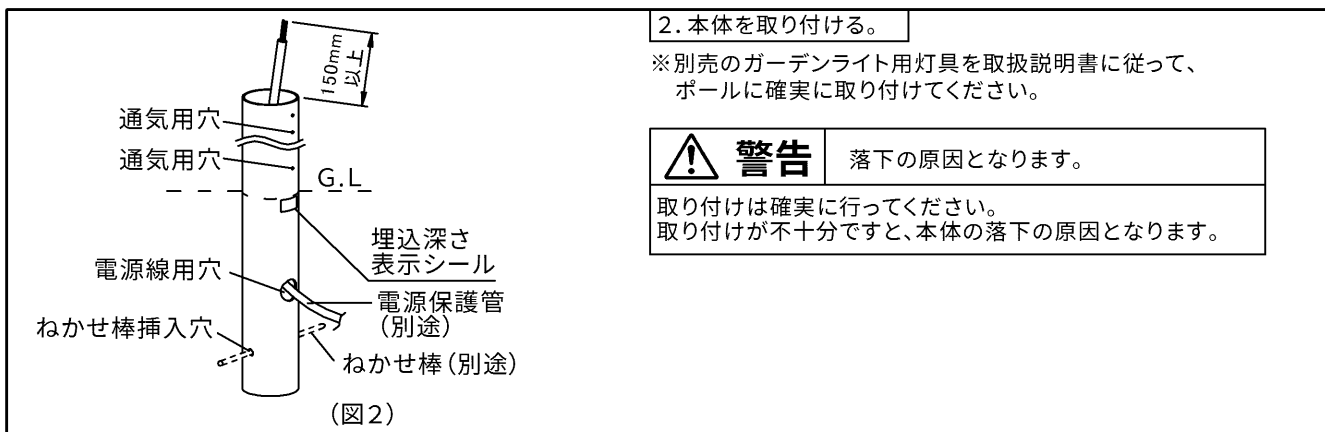 150mm
以上
通気用穴
通気用穴
G.L
埋込深さ
表示シール
電源線用穴
電源保護管
(別途)
ねかせ棒挿入穴
ねかせ棒(別途)
(図2)
2.本体を取り付ける。
※別売のガーデンライト用灯具を取扱説明書に従って、
ポールに確実に取り付けてください。
警告 落下の原因となります。
取り付けは確実に行ってください。
取り付けが不十分ですと、本体の落下の原因となります。